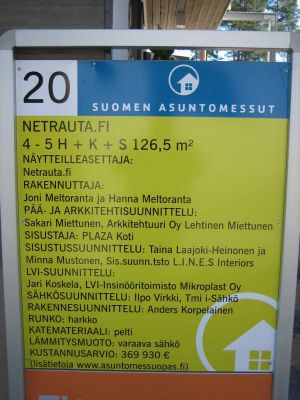 20
SUOMEN ASUNTOMESSUT
NETRAUTA.FI
4 - 5 H + K + S 126,5 m²
NÄYTTEILLEASETTAJA:
Netrauta.fi
RAKENNUTTAJA:
Joni Meltoranta ja Hanna Meltoranta
PÄÄ- JA ARKKITEHTISUUNNITTELU:
Sakari Miettunen, Arkkitehtuuri Oy Lehtinen Miettunen
SISUSTAJA: PLAZA Koti
SISUSTUSSUUNNITTELU: Taina Laajoki-Heinonen ja
Minna Mustonen, Sis.suunn.tsto L.I.N.E.S Interiors
LVI-SUUNNITTELU:
Jari Koskela, LVI-Insinööritoimisto Mikroplast Oy
SÄHKÖSUUNNITTELU: Ilpo Virkki, Tmi i-Sähkö
RAKENNESUUNNITTELU: Anders Korpelainen
RUNKO: harkko
KATEMATERIAALI: pelti
LÄMMITYSMUOTO: varaava sähkö
KUSTANNUSARVIO: 369 930 €
(lisätietoja www.asuntomessuopas.fi)